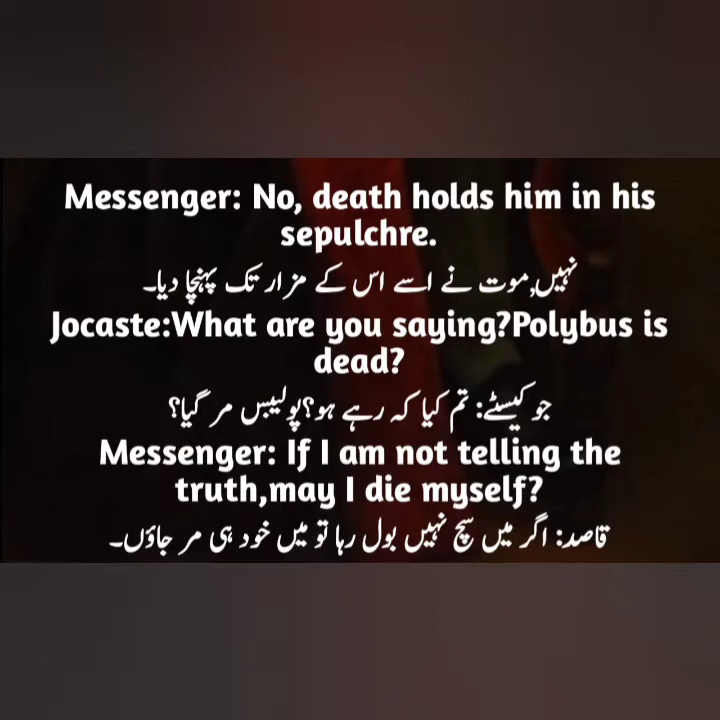 Messenger: No, death holds him in his
sepulchre.
نہیں,موت نے اسے اس کے مزار تک پہنچا دیا۔
Jocaste:What are you saying?Polybus is
dead?
جوکیسٹے: تم کیا کہ رہے ہو؟پولیبس مر گیا؟
Messenger: If I am not telling the
truth,may I die myself?
قاصد: اگر میں سچ نہیں بول رہا تو میں خود ہی مر جاؤں۔